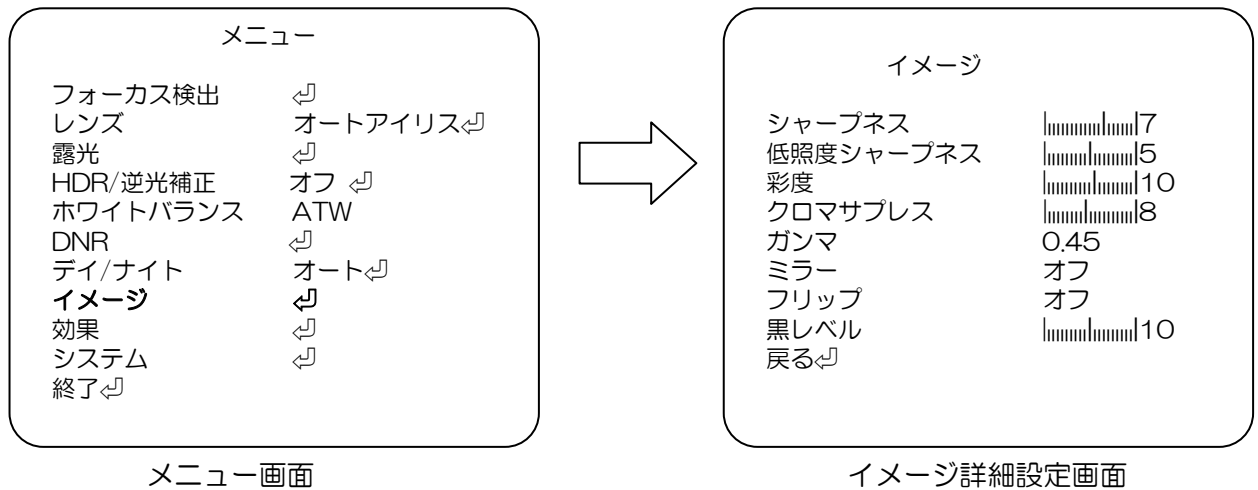 メニュー
フォーカス検出 ⏎
レンズ オートアイリス⏎
露光 ⏎
HDR/逆光補正 オフ ⏎
ホワイトバランス ATW
DNR ⏎
デイ/ナイト オート⏎
イメージ ⏎
効果 ⏎
システム ⏎
終了⏎
メニュー画面
イメージ
シャープネス 7
低照度シャープネス 5
彩度 10
クロマサプレス 8
ガンマ 0.45
ミラー オフ
フリップ オフ
黒レベル 10
戻る⏎
イメージ詳細設定画面